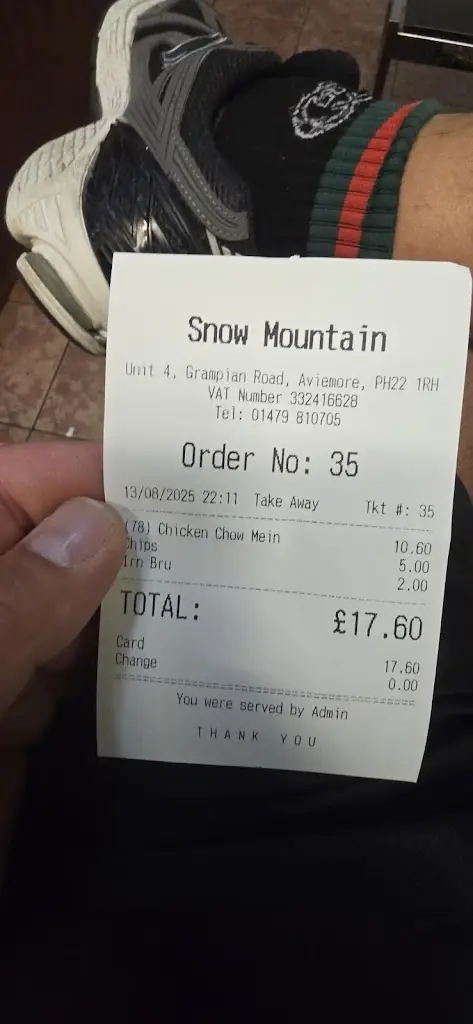 Snow Mountain
Unit 4, Grampian Road, Aviemore, PH22 1RH
VAT Number 332416628
Tel: 01479 810705
Order No: 35
13/08/2025 22:11 Take Away Tkt #: 35
(78) Chicken Chow Mein 10.60
Chips 5.00
Irn Bru 2.00
TOTAL: £17.60
Card 17.60
Change 0.00
You were served by Admin
THANK YOU